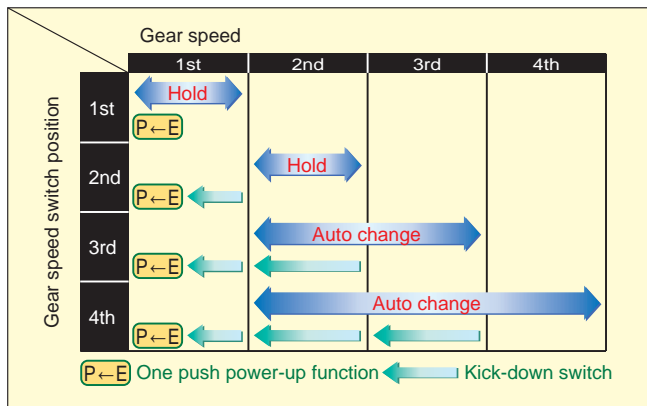 Gear speed
1st 2nd 3rd 4th
Gear speed switch position
1st
Hold
P←E
2nd
Hold
P←E
3rd
Auto change
P←E
4th
Auto change
P←E
P←E One push power-up function Kick-down switch